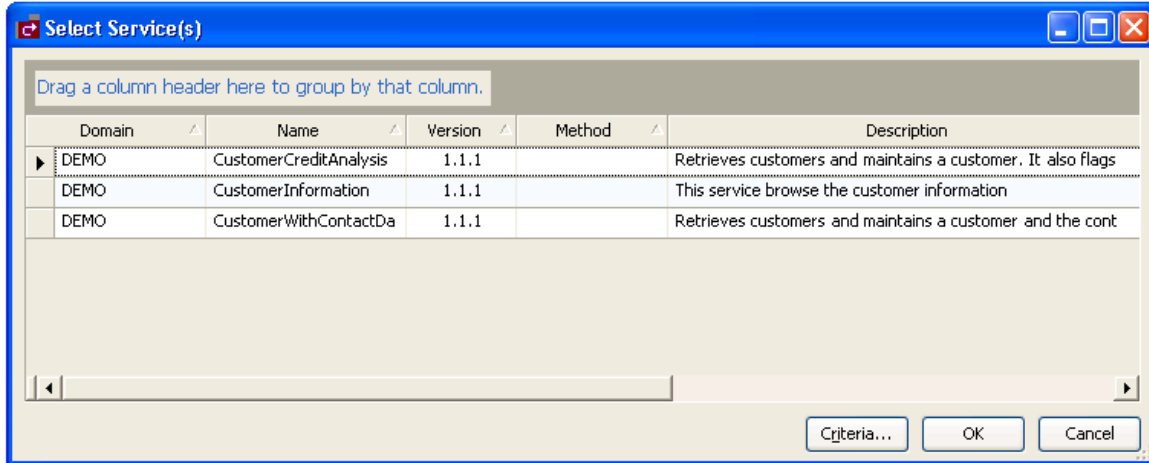 Select Service(s)
Drag a column header here to group by that column.
Domain Name Version Method Description
DEMO CustomerCreditAnalysis 1.1.1 Retrieves customers and maintains a customer. It also flags
DEMO CustomerInformation 1.1.1 This service browse the customer information
DEMO CustomerWithContactDa 1.1.1 Retrieves customers and maintains a customer and the cont
Criteria... OK Cancel